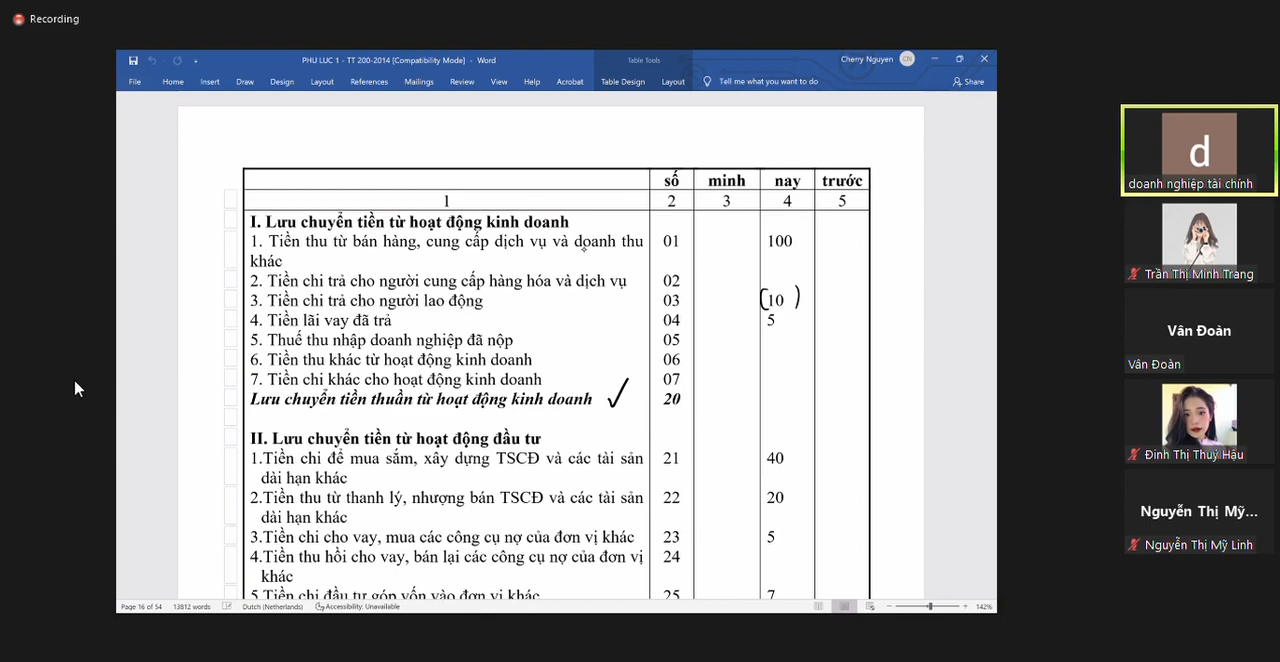 Recording
PHU LUC 1 - TT 200-2014 [Compatibility Mode] - Word
Table Tools
Cherry Nguyen
CN
File Home Insert Draw Design Layout References Mailings Review View Help Acrobat Table Design Layout Tell me what you want to do Share
số minh nay trước
1 2 3 4 5
I. Lưu chuyển tiền từ hoạt động kinh doanh
1. Tiền thu từ bán hàng, cung cấp dịch vụ và doanh thu 01 100
khác
2. Tiền chi trả cho người cung cấp hàng hóa và dịch vụ 02
3. Tiền chi trả cho người lao động 03 (10)
4. Tiền lãi vay đã trả 04 5
5. Thuế thu nhập doanh nghiệp đã nộp 05
6. Tiền thu khác từ hoạt động kinh doanh 06
7. Tiền chi khác cho hoạt động kinh doanh 07
Lưu chuyển tiền thuần từ hoạt động kinh doanh 20
II. Lưu chuyển tiền từ hoạt động đầu tư
1.Tiền chi để mua sắm, xây dựng TSCĐ và các tài sản 21 40
dài hạn khác
2.Tiền thu từ thanh lý, nhượng bán TSCĐ và các tài sản 22 20
dài hạn khác
3.Tiền chi cho vay, mua các công cụ nợ của đơn vị khác 23 5
4.Tiền thu hồi cho vay, bán lại các công cụ nợ của đơn vị 24
khác
5.Tiền chi đầu tư góp vốn vào đơn vị khác 25 7
Page 16 of 54 13812 words Dutch (Netherlands) Accessibility: Unavailable 142%
d
doanh nghiệp tài chính
Trần Thị Minh Trang
Vân Đoàn
Vân Đoàn
Đinh Thị Thuý Hậu
Nguyễn Thị Mỹ...
Nguyễn Thị Mỹ Linh